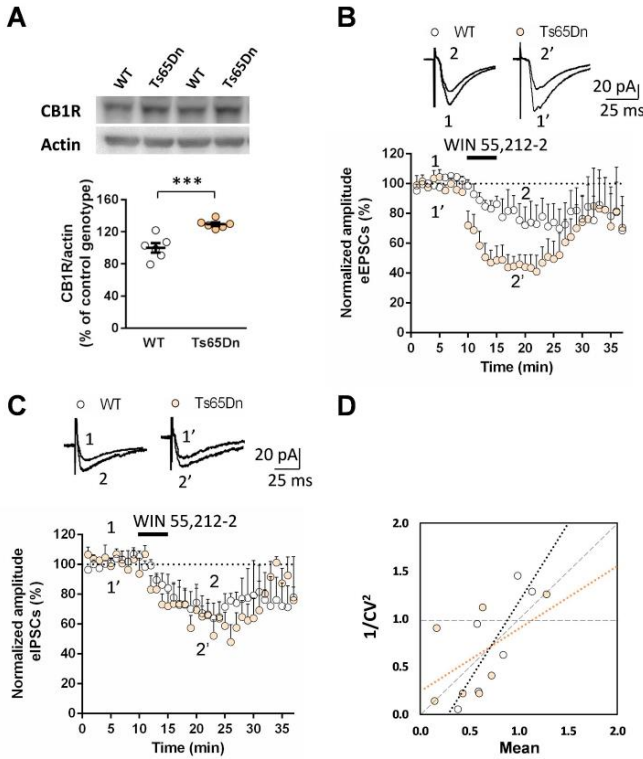 A
WT
Ts65Dn
WT
Ts65Dn
CB1R
Actin
***
160
120
80
40
0
CB1R/actin
(% of control genotype)
WT
Ts65Dn
B
WT
Ts65Dn
2
2’
1
1’
20 pA
25 ms
WIN 55,212-2
Normalized amplitude
eEPSCs (%)
120
100
80
60
40
20
0
1
1’
2
2’
0 5 10 15 20 25 30 35
Time (min)
C
WT
Ts65Dn
1
2
1’
2’
20 pA
25 ms
WIN 55,212-2
Normalized amplitude
eIPSCs (%)
120
100
80
60
40
20
0
1
1’
2
2’
0 5 10 15 20 25 30 35
Time (min)
D
1/CV²
2.0
1.5
1.0
0.5
0.0
0.0 0.5 1.0 1.5 2.0
Mean